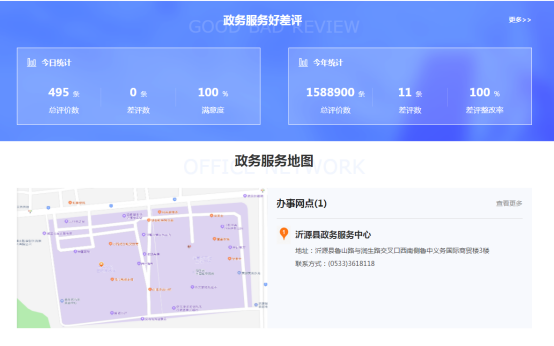 政务服务好差评
GOOD BAD REVIEW
更多>>
今日统计
495 条
总评价数
0 条
差评数
100 %
满意度
今年统计
1588900 条
总评价数
11 条
差评数
100 %
差评整改率
政务服务地图
OFFICE NETWORK
办事网点(1)
查看更多
沂源县政务服务中心
地址：沂源县鲁山路与润生路交叉口西南侧鲁中义务国际商贸楼3楼
联系方式：(0533)3618118